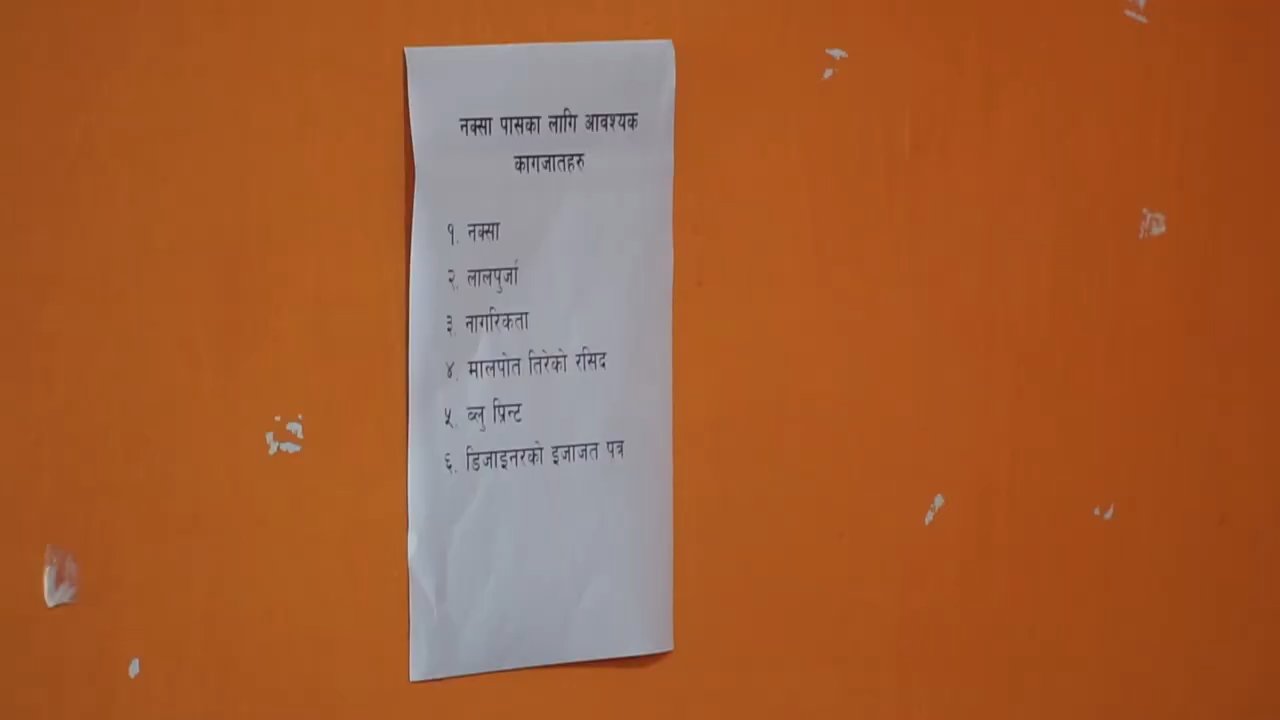 नक्सा पासका लागि आवश्यक
कागजातहरु
१. नक्सा
२. लालपुर्जा
३. नागरिकता
४. मालपोत तिरेको रसिद
५. ब्लु प्रिन्ट
६. डिजाइनरको इजाजत पत्र